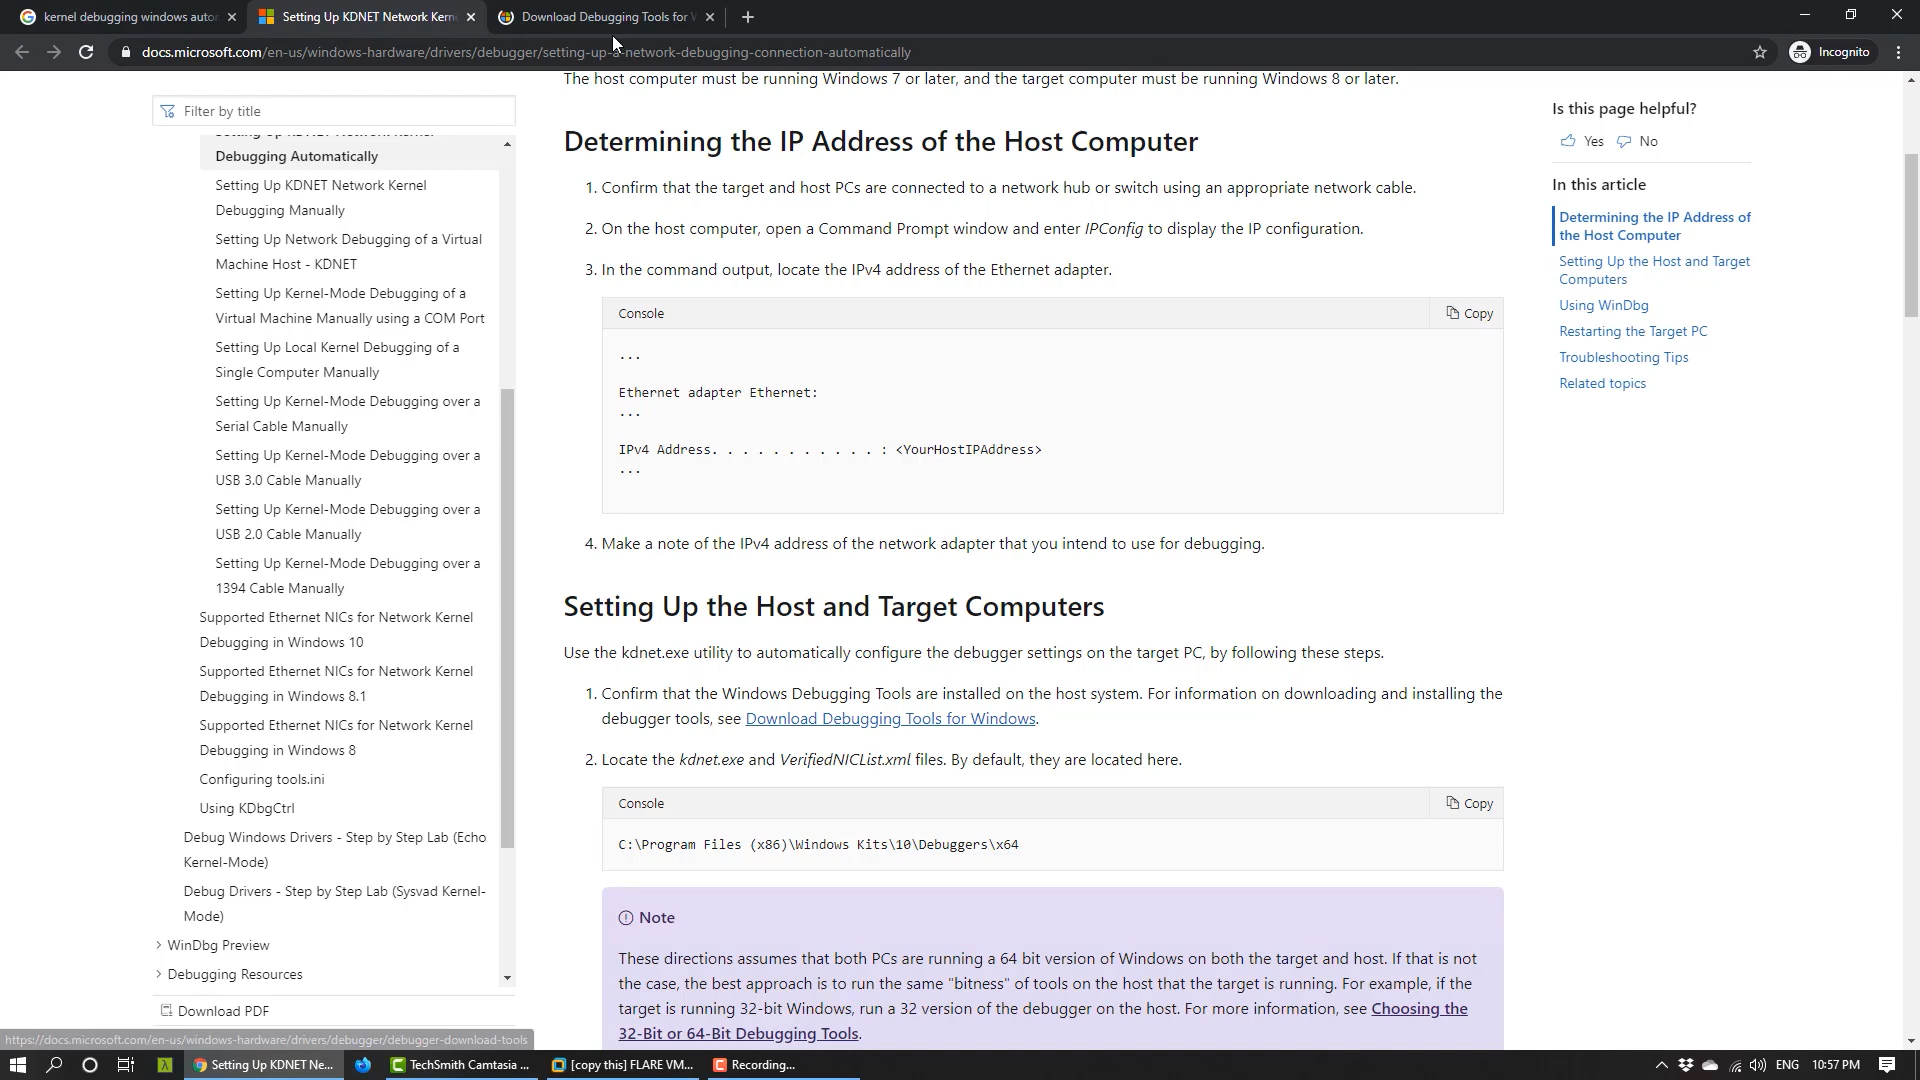 kernel debugging windows autom
Setting Up KDNET Network Kerne
Download Debugging Tools for W
docs.microsoft.com/en-us/windows-hardware/drivers/debugger/setting-up-a-network-debugging-connection-automatically
Incognito
Filter by title
Setting Up KDNET Network Kernel
Debugging Automatically
Setting Up KDNET Network Kernel
Debugging Manually
Setting Up Network Debugging of a Virtual
Machine Host - KDNET
Setting Up Kernel-Mode Debugging of a
Virtual Machine Manually using a COM Port
Setting Up Local Kernel Debugging of a
Single Computer Manually
Setting Up Kernel-Mode Debugging over a
Serial Cable Manually
Setting Up Kernel-Mode Debugging over a
USB 3.0 Cable Manually
Setting Up Kernel-Mode Debugging over a
USB 2.0 Cable Manually
Setting Up Kernel-Mode Debugging over a
1394 Cable Manually
Supported Ethernet NICs for Network Kernel
Debugging in Windows 10
Supported Ethernet NICs for Network Kernel
Debugging in Windows 8.1
Supported Ethernet NICs for Network Kernel
Debugging in Windows 8
Configuring tools.ini
Using KDbgCtrl
Debug Windows Drivers - Step by Step Lab (Echo
Kernel-Mode)
Debug Drivers - Step by Step Lab (Sysvad Kernel-
Mode)
WinDbg Preview
Debugging Resources
Download PDF
The host computer must be running Windows 7 or later, and the target computer must be running Windows 8 or later.
Determining the IP Address of the Host Computer
1. Confirm that the target and host PCs are connected to a network hub or switch using an appropriate network cable.
2. On the host computer, open a Command Prompt window and enter IPConfig to display the IP configuration.
3. In the command output, locate the IPv4 address of the Ethernet adapter.
Console
Copy
...
Ethernet adapter Ethernet:
...
IPv4 Address. . . . . . . . . . . : <YourHostIPAddress>
...
4. Make a note of the IPv4 address of the network adapter that you intend to use for debugging.
Setting Up the Host and Target Computers
Use the kdnet.exe utility to automatically configure the debugger settings on the target PC, by following these steps.
1. Confirm that the Windows Debugging Tools are installed on the host system. For information on downloading and installing the
debugger tools, see Download Debugging Tools for Windows.
2. Locate the kdnet.exe and VerifiedNICList.xml files. By default, they are located here.
Console
Copy
C:\Program Files (x86)\Windows Kits\10\Debuggers\x64
Note
These directions assumes that both PCs are running a 64 bit version of Windows on both the target and host. If that is not
the case, the best approach is to run the same "bitness" of tools on the host that the target is running. For example, if the
target is running 32-bit Windows, run a 32 version of the debugger on the host. For more information, see Choosing the
32-Bit or 64-Bit Debugging Tools.
Is this page helpful?
Yes
No
In this article
Determining the IP Address of
the Host Computer
Setting Up the Host and Target
Computers
Using WinDbg
Restarting the Target PC
Troubleshooting Tips
Related topics
https://docs.microsoft.com/en-us/windows-hardware/drivers/debugger/debugger-download-tools
Setting Up KDNET Ne...
TechSmith Camtasia ...
[copy this] FLARE VM...
Recording...
ENG
10:57 PM